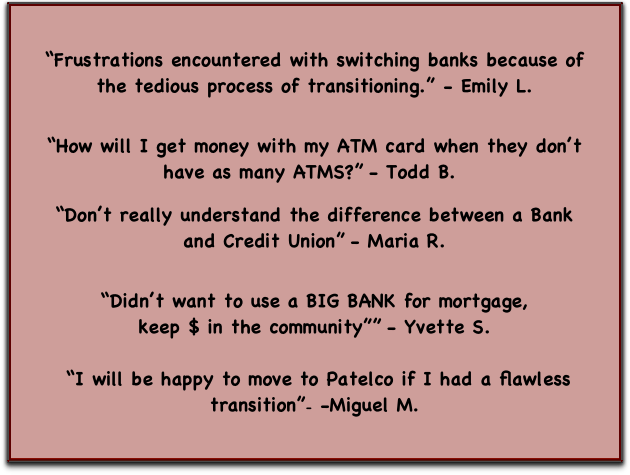 “Frustrations encountered with switching banks because of
the tedious process of transitioning.” – Emily L.
“How will I get money with my ATM card when they don’t
have as many ATMS?” – Todd B.
“Don’t really understand the difference between a Bank
and Credit Union” – Maria R.
“Didn’t want to use a BIG BANK for mortgage,
keep $ in the community”” – Yvette S.
“I will be happy to move to Patelco if I had a flawless
transition”- –Miguel M.